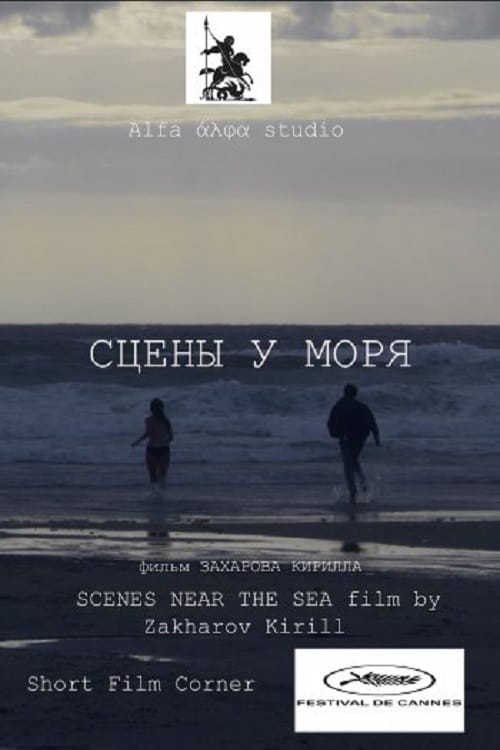 Alfa άλφα studio
СЦЕНЫ У МОРЯ
фильм ЗАХАРОВА КИРИЛЛА
SCENES NEAR THE SEA film by
Zakharov Kirill
Short Film Corner
FESTIVAL DE CANNES